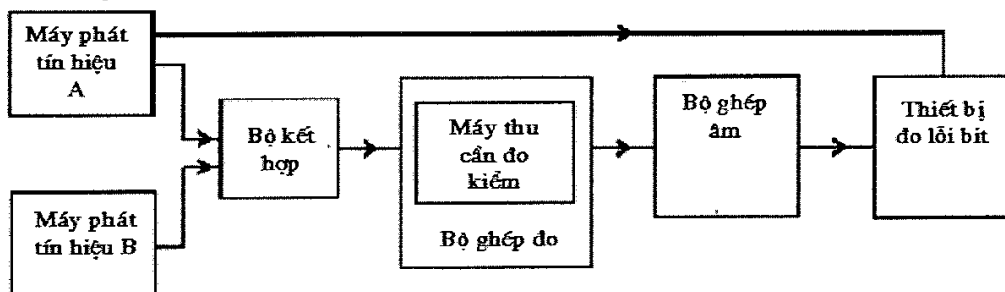 Máy phát
tín hiệu
A
Máy phát
tín hiệu B
Bộ kết
hợp
Máy thu
cần đo
kiểm
Bộ ghép đo
Bộ ghép
âm
Thiết bị
đo lỗi bit